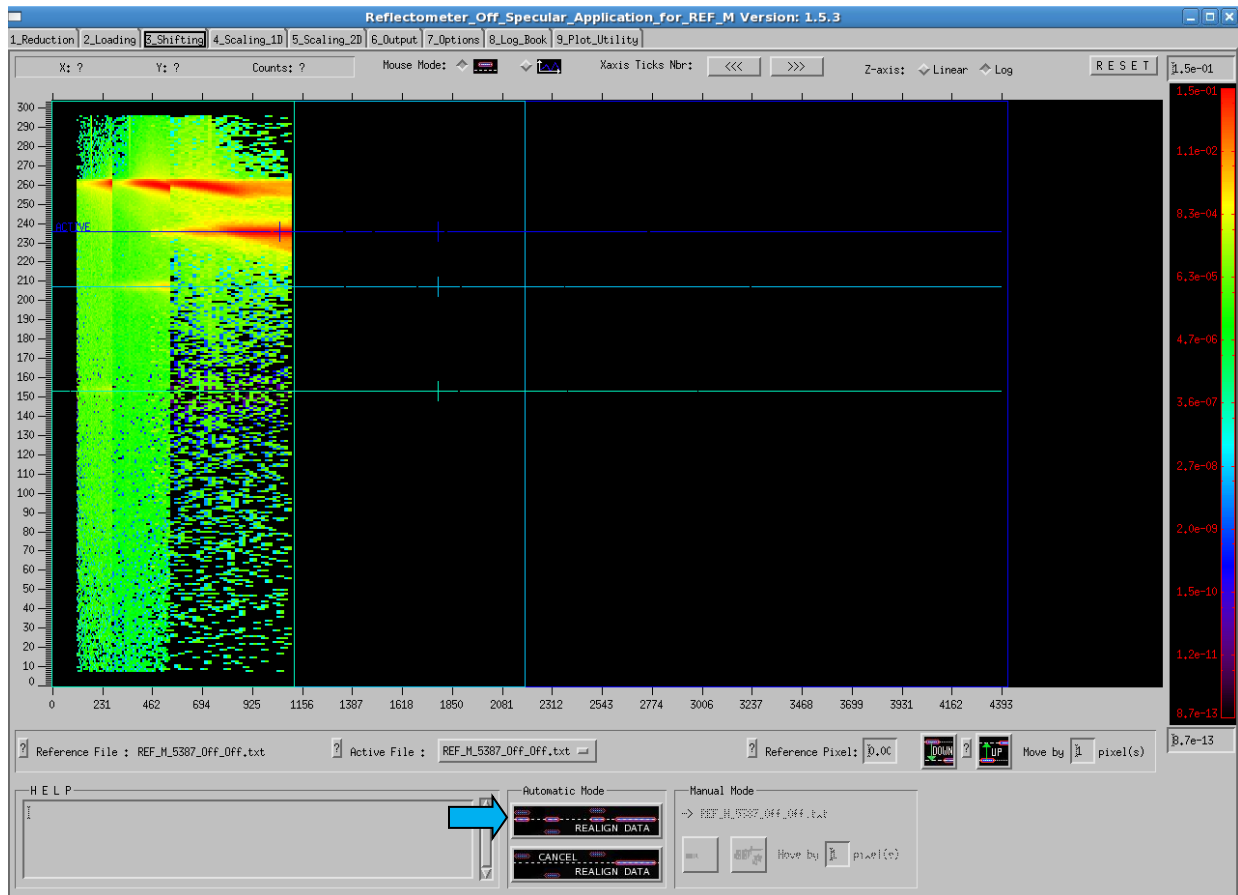 Reflectometer_Off_Specular_Application_for_REF_M Version: 1.5.3
1_Reduction 2_Loading 3_Shifting 4_Scaling_1D 5_Scaling_2D 6_Output 7_Options 8_Log_Book 9_Plot_Utility
X: ? Y: ? Counts: ? Mouse Mode: Xaxis Ticks Nbr: <<< >>> Z-axis: Linear Log RESET 1.5e-01
1.5e-01
300
290
280
270
260
250
240
230
220
210
200
190
180
170
160
150
140
130
120
110
100
90
80
70
60
50
40
30
20
10
0
ACTIVE
1.1e-02
8.3e-04
6.3e-05
4.7e-06
3.6e-07
2.7e-08
2.0e-09
1.5e-10
1.2e-11
8.7e-13
0 231 462 694 925 1156 1387 1618 1850 2081 2312 2543 2774 3006 3237 3468 3699 3931 4162 4393
8.7e-13
? Reference File : REF_M_5387_Off_Off.txt ? Active File : REF_M_5387_Off_Off.txt ? Reference Pixel: 0.00 DOWN ? UP Move by 1 pixel(s)
HELP
Automatic Mode
REALIGN DATA
CANCEL
REALIGN DATA
Manual Mode
-> REF_M_5387_Off_Off.txt
Move by 1 pixel(s)